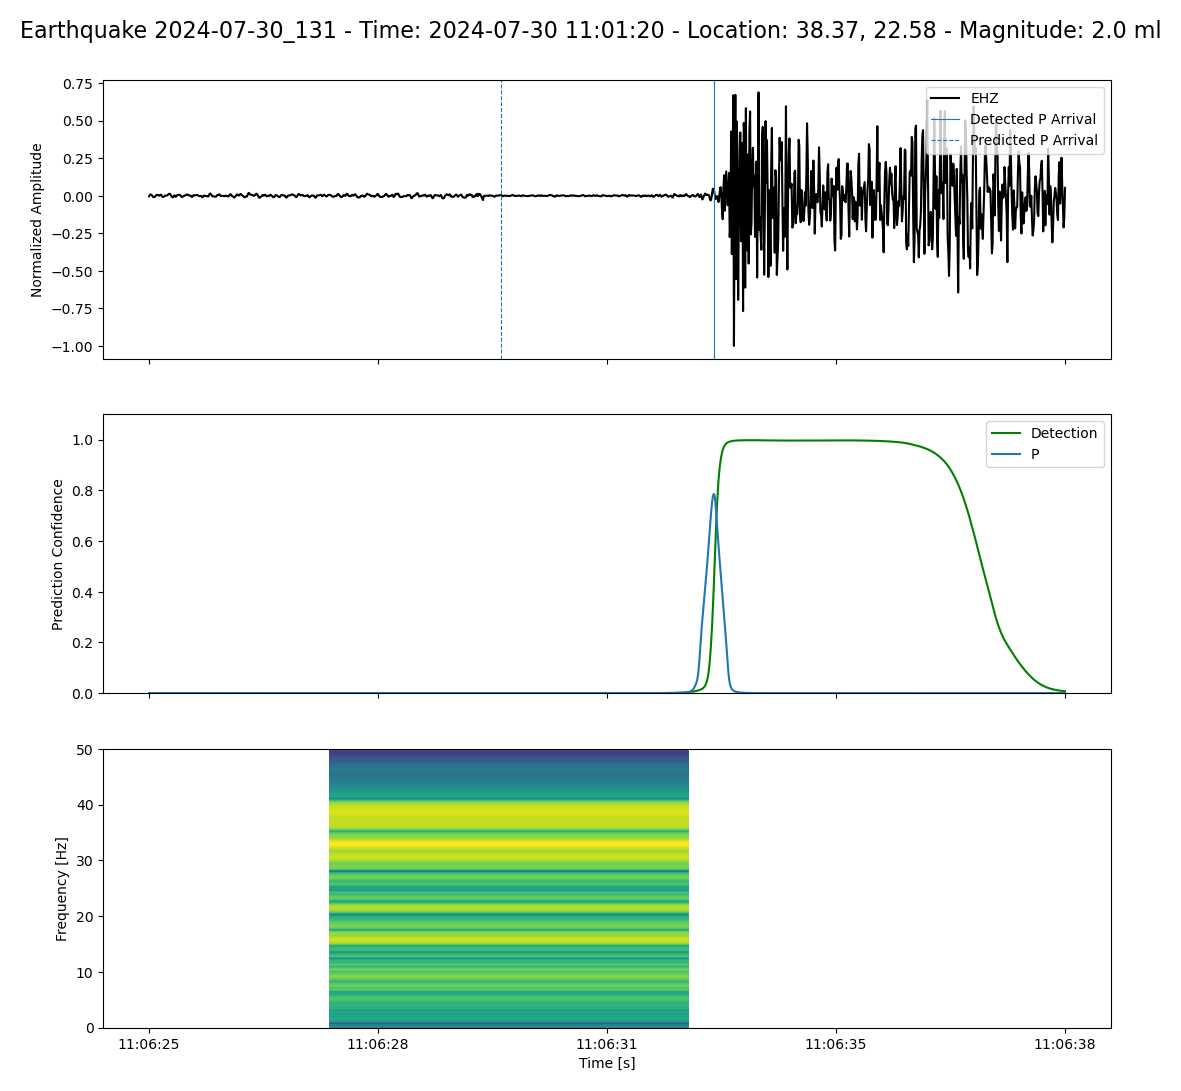 Earthquake 2024-07-30_131 - Time: 2024-07-30 11:01:20 - Location: 38.37, 22.58 - Magnitude: 2.0 ml
Normalized Amplitude
0.75
0.50
0.25
0.00
−0.25
−0.50
−0.75
−1.00
EHZ
Detected P Arrival
Predicted P Arrival
Prediction Confidence
1.0
0.8
0.6
0.4
0.2
0.0
Detection
P
Frequency [Hz]
50
40
30
20
10
0
11:06:25 11:06:28 11:06:31 11:06:35 11:06:38
Time [s]